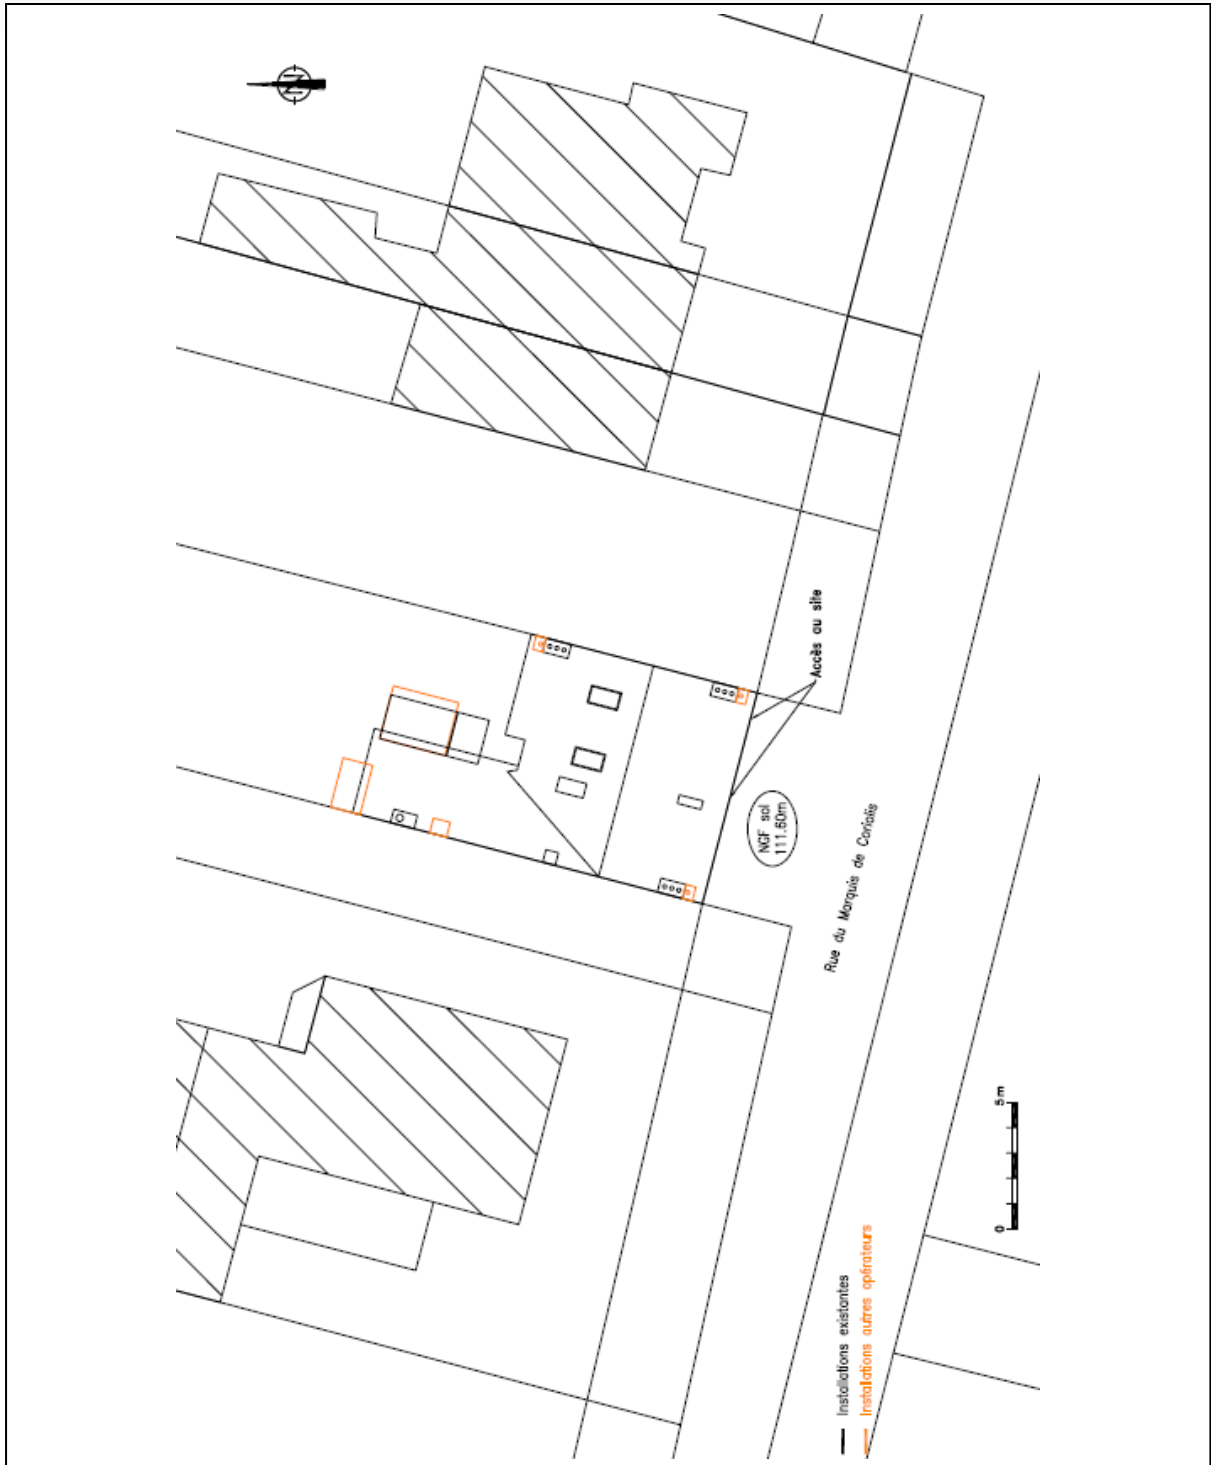 N
Accès au site
NGF sol
111.60m
Rue du Marquis de Coriolis
0
5m
Installations existantes
Installations autres opérateurs